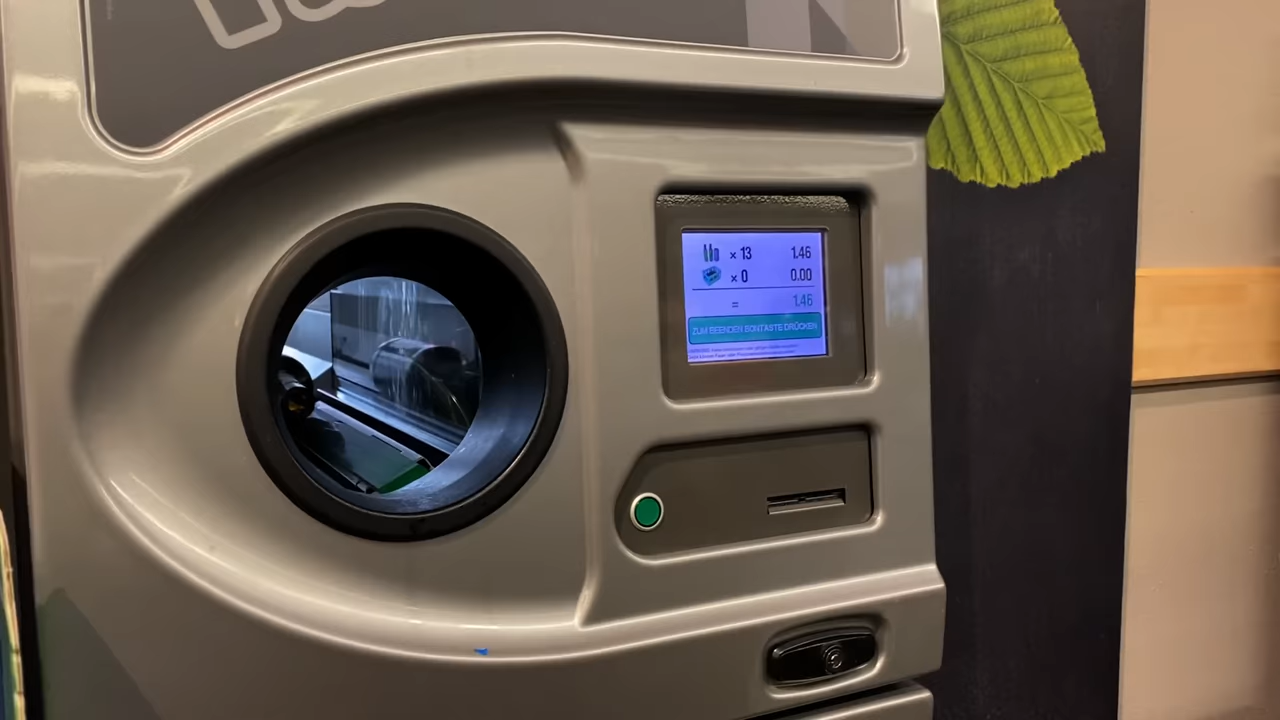 × 13 1.46
× 0 0.00
= 1.46
ZUM BEENDEN BONTASTE DRÜCKEN